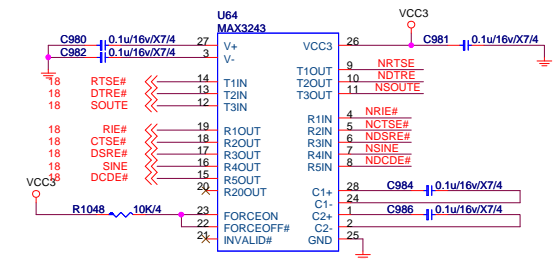 U64
MAX3243
VCC3
C980 0.1u/16v/X7/4 27 V+ VCC3 26 C981 0.1u/16v/X7/4
C982 0.1u/16v/X7/4 3 V-
T1OUT 9 NRTSE
18 RTSE# 14 T1IN T2OUT 10 NDTRE
18 DTRE# 13 T2IN T3OUT 11 NSOUTE
18 SOUTE 12 T3IN
R1IN 4 NRIE#
18 RIE# 19 R1OUT R2IN 5 NCTSE#
18 CTSE# 18 R2OUT R3IN 6 NDSRE#
18 DSRE# 17 R3OUT R4IN 7 NSINE
18 SINE 16 R4OUT R5IN 8 NDCDE#
18 DCDE# 15 R5OUT
VCC3 20 R2OOUT C1+ 28 C984 0.1u/16v/X7/4
C1- 24
R1048 10K/4 23 FORCEON C2+ 1 C986 0.1u/16v/X7/4
22 FORCEOFF# C2- 2
21 INVALID# GND 25